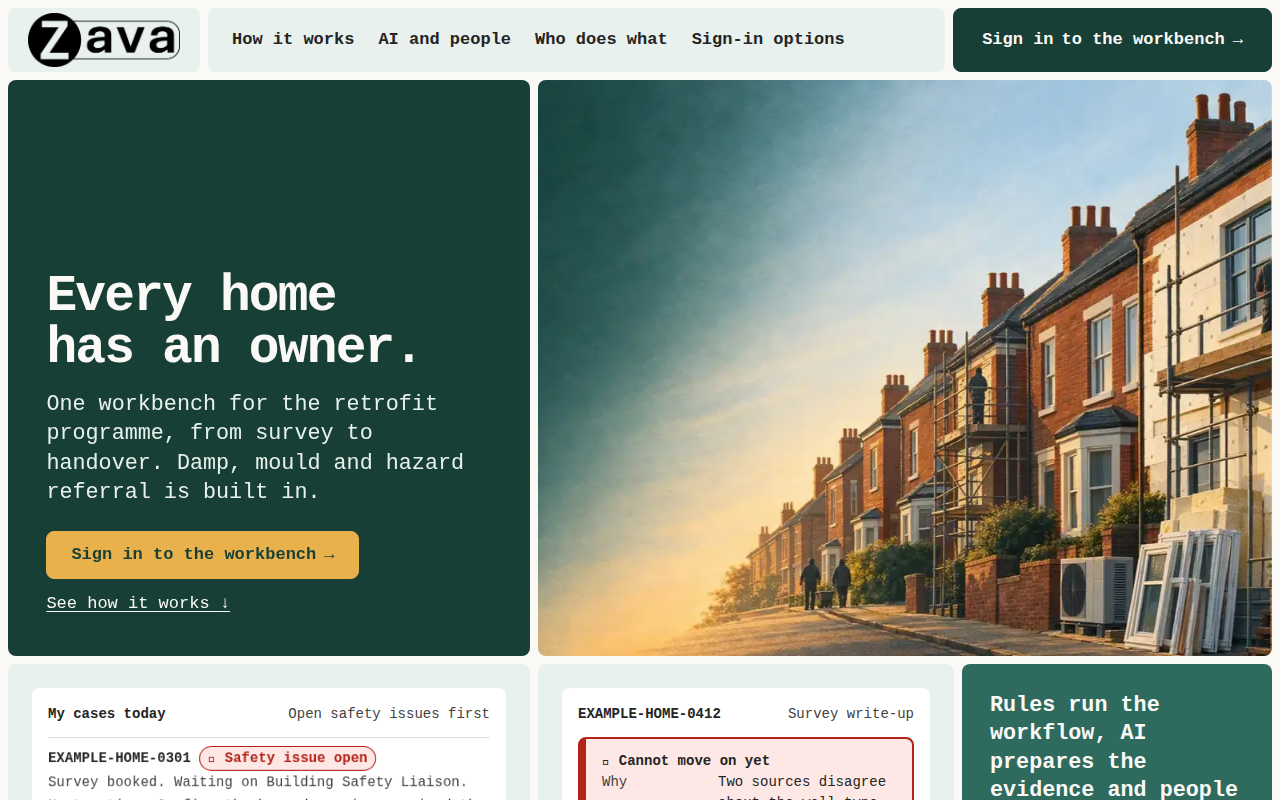 Zava
How it works AI and people Who does what Sign-in options
Sign in to the workbench →
Every home
has an owner.
One workbench for the retrofit
programme, from survey to
handover. Damp, mould and hazard
referral is built in.
Sign in to the workbench →
See how it works ↓
My cases today Open safety issues first
EXAMPLE-HOME-0301 Safety issue open
Survey booked. Waiting on Building Safety Liaison.
EXAMPLE-HOME-0412 Survey write-up
Cannot move on yet
Why Two sources disagree
about the wall type
Rules run the
workflow, AI
prepares the
evidence and people